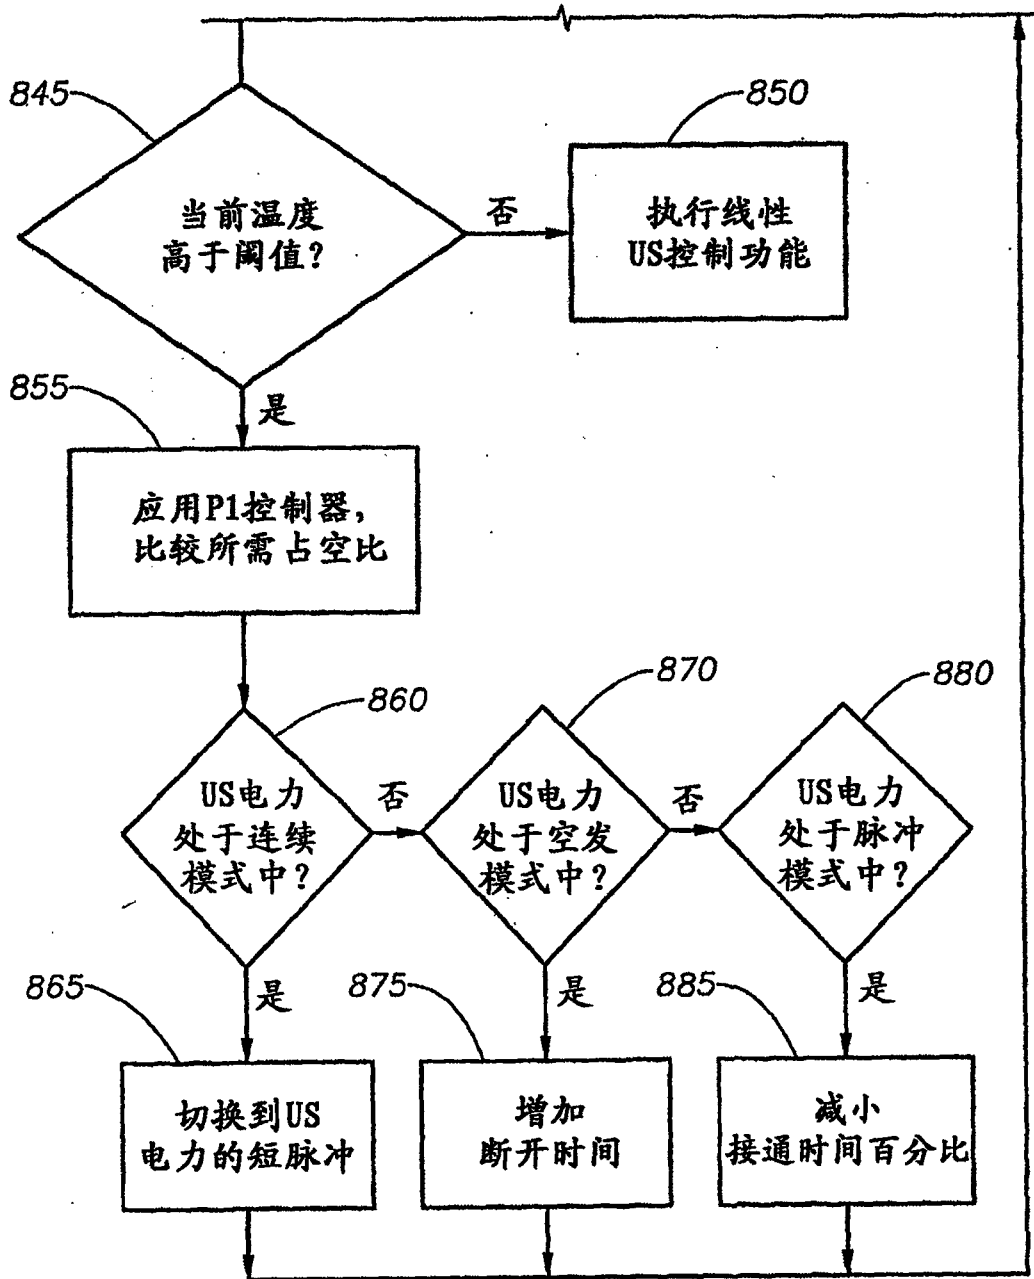 845
850
当前温度
高于阈值?
否
执行线性
US控制功能
855
是
应用P1控制器,
比较所需占空比
860
870
880
US电力
处于连续
模式中?
否
US电力
处于空发
模式中?
否
US电力
处于脉冲
模式中?
865
是
875
是
885
是
切换到US
电力的短脉冲
增加
断开时间
减小
接通时间百分比